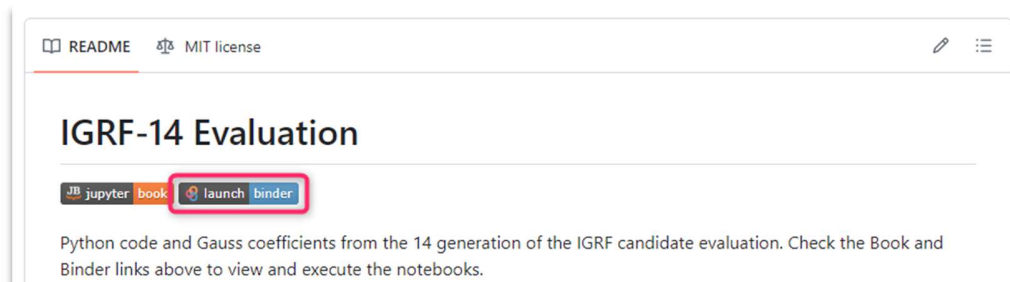 README MIT license
IGRF-14 Evaluation
JB jupyter book launch binder
Python code and Gauss coefficients from the 14 generation of the IGRF candidate evaluation. Check the Book and
Binder links above to view and execute the notebooks.